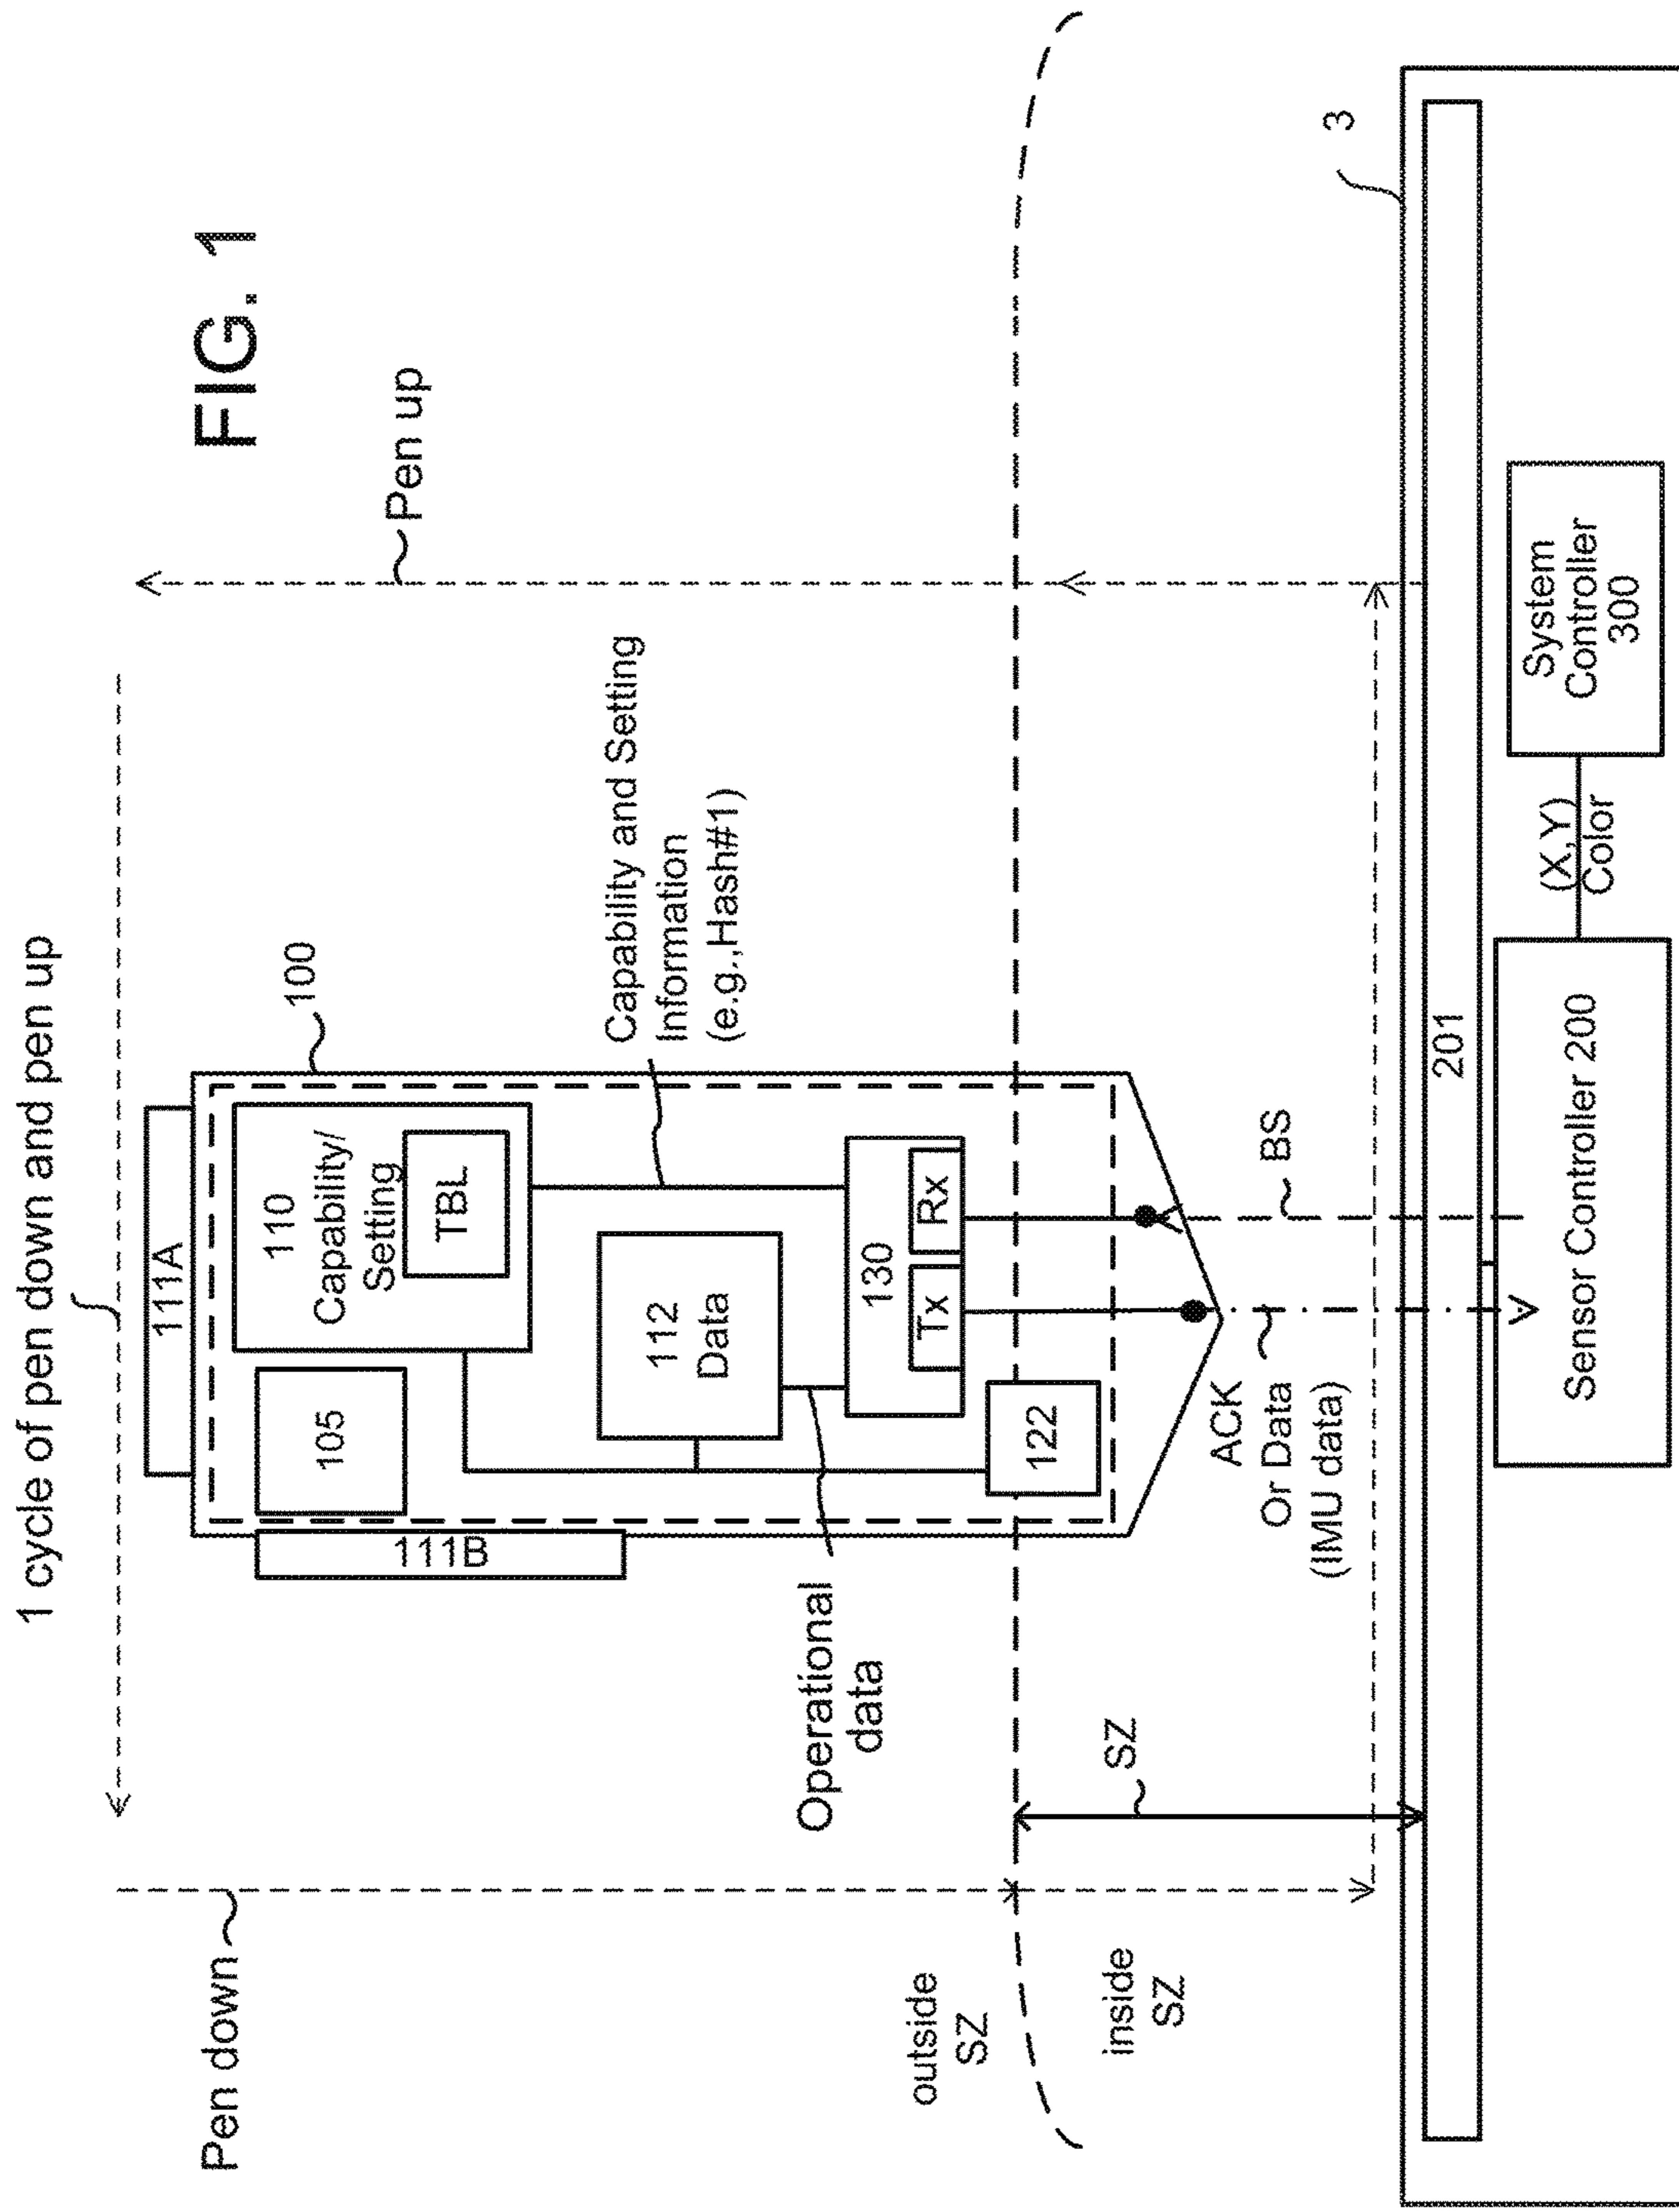 FIG. 1
1 cycle of pen down and pen up
Pen down
Pen up
111A
111B
100
105
110
Capability/
Setting
TBL
Capability and Setting
Information
(e.g.,Hash#1)
112
Data
Operational
data
130
Tx
Rx
122
outside
SZ
inside
SZ
SZ
ACK
Or Data
(IMU data)
BS
3
201
Sensor Controller 200
(X,Y)
Color
System
Controller
300